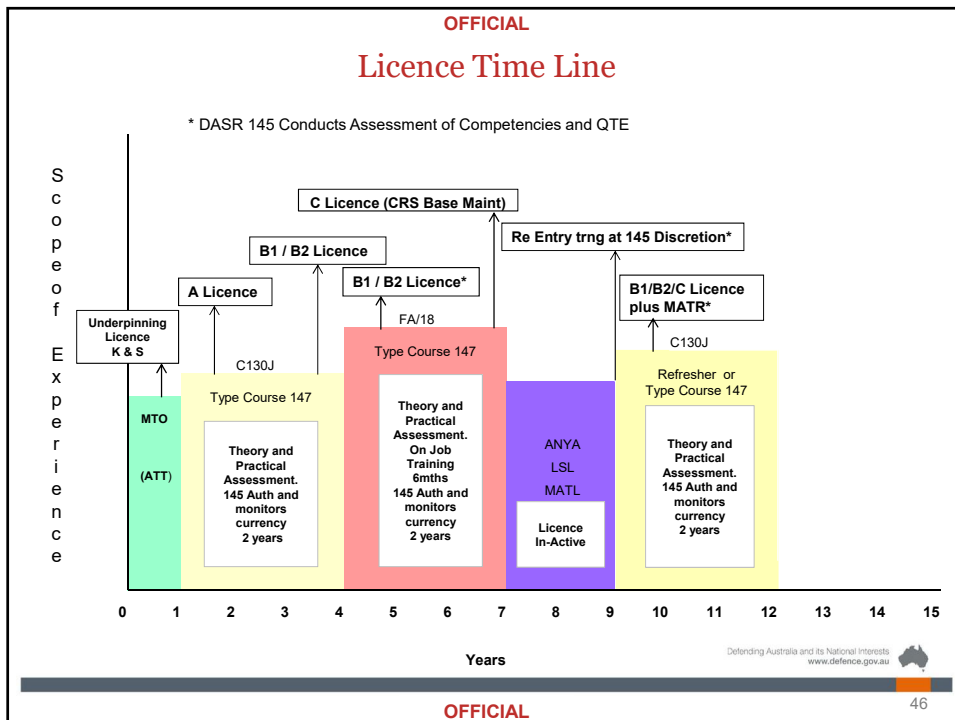 OFFICIAL
Licence Time Line
* DASR 145 Conducts Assessment of Competencies and QTE
Scopeof Experience
Underpinning
Licence
K & S
A Licence
B1 / B2 Licence
C Licence (CRS Base Maint)
B1 / B2 Licence*
Re Entry trng at 145 Discretion*
B1/B2/C Licence
plus MATR*
MTO
(ATT)
C130J
Type Course 147
Theory and
Practical
Assessment.
145 Auth and
monitors
currency
2 years
FA/18
Type Course 147
Theory and
Practical
Assessment.
On Job
Training
6mths
145 Auth and
monitors
currency
2 years
ANYA
LSL
MATL
Licence
In-Active
C130J
Refresher or
Type Course 147
Theory and
Practical
Assessment.
145 Auth and
monitors
currency
2 years
0 1 2 3 4 5 6 7 8 9 10 11 12 13 14 15
Years
Defending Australia and its National Interests
www.defence.gov.au
46
OFFICIAL